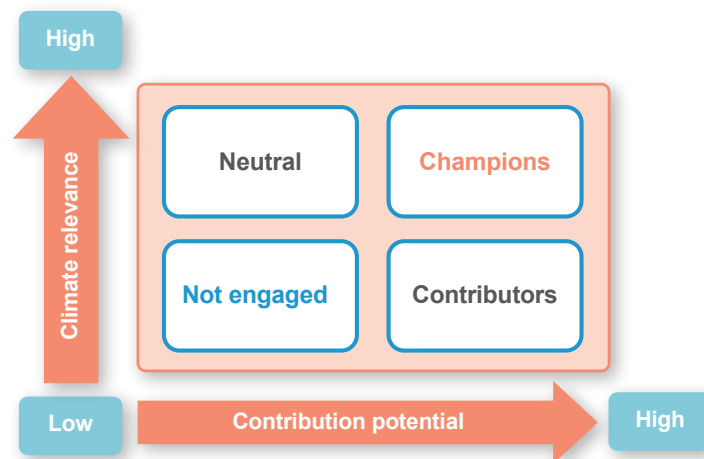 High
Climate relevance
Neutral
Champions
Not engaged
Contributors
Low
Contribution potential
High